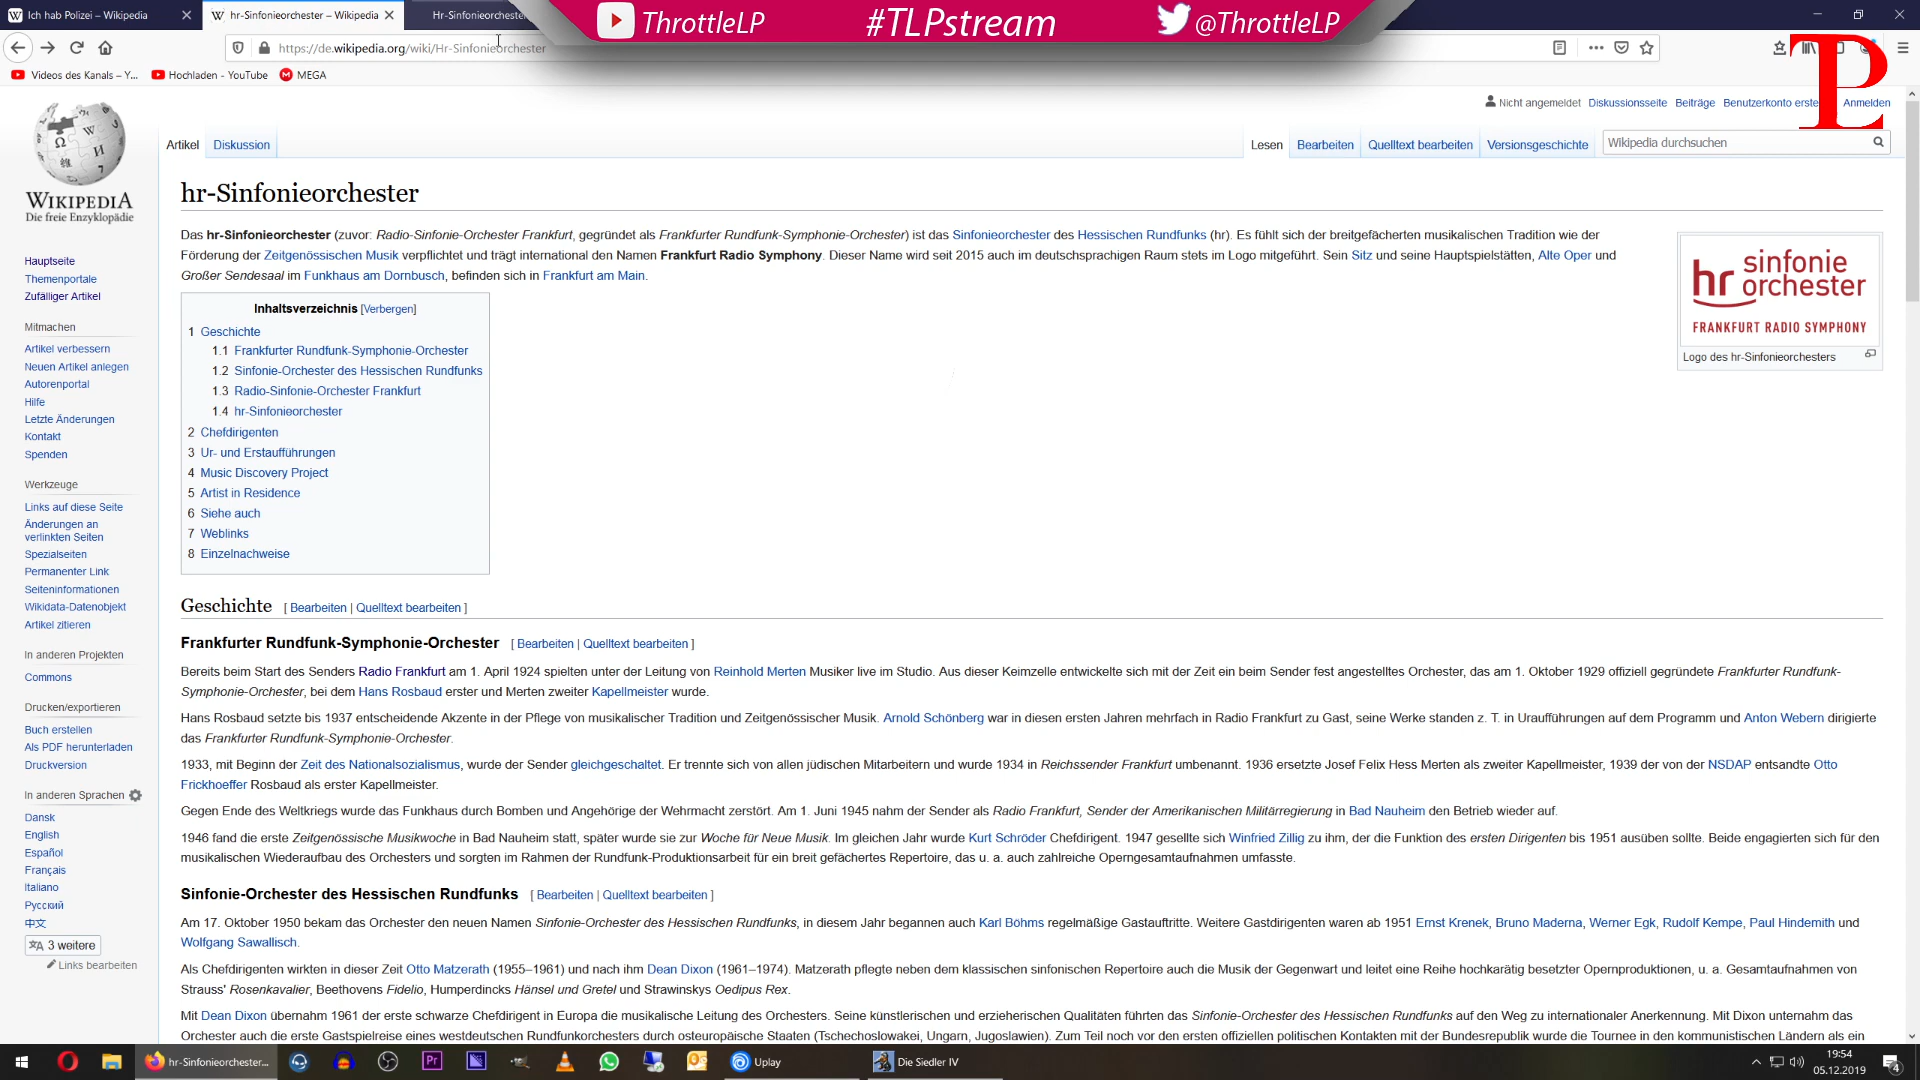 Ich hab Polizei – Wikipedia
hr-Sinfonieorchester – Wikipedia
Hr-Sinfonieorchester
ThrottleLP
#TLPstream
@ThrottleLP
https://de.wikipedia.org/wiki/Hr-Sinfonieorchester
Videos des Kanals – Y...
Hochladen - YouTube
MEGA
TLP
Nicht angemeldet Diskussionsseite Beiträge Benutzerkonto erste Anmelden
WIKIPEDIA
Die freie Enzyklopädie
Artikel Diskussion
Lesen Bearbeiten Quelltext bearbeiten Versionsgeschichte
Wikipedia durchsuchen
Hauptseite
Themenportale
Zufälliger Artikel
Mitmachen
Artikel verbessern
Neuen Artikel anlegen
Autorenportal
Hilfe
Letzte Änderungen
Kontakt
Spenden
Werkzeuge
Links auf diese Seite
Änderungen an
verlinkten Seiten
Spezialseiten
Permanenter Link
Seiteninformationen
Wikidata-Datenobjekt
Artikel zitieren
In anderen Projekten
Commons
Drucken/exportieren
Buch erstellen
Als PDF herunterladen
Druckversion
In anderen Sprachen
Dansk
English
Español
Français
Italiano
Русский
中文
3 weitere
Links bearbeiten
hr-Sinfonieorchester
Das hr-Sinfonieorchester (zuvor: Radio-Sinfonie-Orchester Frankfurt, gegründet als Frankfurter Rundfunk-Symphonie-Orchester) ist das Sinfonieorchester des Hessischen Rundfunks (hr). Es fühlt sich der breitgefächerten musikalischen Tradition wie der
Förderung der Zeitgenössischen Musik verpflichtet und trägt international den Namen Frankfurt Radio Symphony. Dieser Name wird seit 2015 auch im deutschsprachigen Raum stets im Logo mitgeführt. Sein Sitz und seine Hauptspielstätten, Alte Oper und
Großer Sendesaal im Funkhaus am Dornbusch, befinden sich in Frankfurt am Main.
hr sinfonie
orchester
FRANKFURT RADIO SYMPHONY
Logo des hr-Sinfonieorchesters
Inhaltsverzeichnis [Verbergen]
1 Geschichte
1.1 Frankfurter Rundfunk-Symphonie-Orchester
1.2 Sinfonie-Orchester des Hessischen Rundfunks
1.3 Radio-Sinfonie-Orchester Frankfurt
1.4 hr-Sinfonieorchester
2 Chefdirigenten
3 Ur- und Erstaufführungen
4 Music Discovery Project
5 Artist in Residence
6 Siehe auch
7 Weblinks
8 Einzelnachweise
Geschichte [ Bearbeiten | Quelltext bearbeiten ]
Frankfurter Rundfunk-Symphonie-Orchester [ Bearbeiten | Quelltext bearbeiten ]
Bereits beim Start des Senders Radio Frankfurt am 1. April 1924 spielten unter der Leitung von Reinhold Merten Musiker live im Studio. Aus dieser Keimzelle entwickelte sich mit der Zeit ein beim Sender fest angestelltes Orchester, das am 1. Oktober 1929 offiziell gegründete Frankfurter Rundfunk-
Symphonie-Orchester, bei dem Hans Rosbaud erster und Merten zweiter Kapellmeister wurde.
Hans Rosbaud setzte bis 1937 entscheidende Akzente in der Pflege von musikalischer Tradition und Zeitgenössischer Musik. Arnold Schönberg war in diesen ersten Jahren mehrfach in Radio Frankfurt zu Gast, seine Werke standen z. T. in Uraufführungen auf dem Programm und Anton Webern dirigierte
das Frankfurter Rundfunk-Symphonie-Orchester.
1933, mit Beginn der Zeit des Nationalsozialismus, wurde der Sender gleichgeschaltet. Er trennte sich von allen jüdischen Mitarbeitern und wurde 1934 in Reichssender Frankfurt umbenannt. 1936 ersetzte Josef Felix Hess Merten als zweiter Kapellmeister, 1939 der von der NSDAP entsandte Otto
Frickhoeffer Rosbaud als erster Kapellmeister.
Gegen Ende des Weltkriegs wurde das Funkhaus durch Bomben und Angehörige der Wehrmacht zerstört. Am 1. Juni 1945 nahm der Sender als Radio Frankfurt, Sender der Amerikanischen Militärregierung in Bad Nauheim den Betrieb wieder auf.
1946 fand die erste Zeitgenössische Musikwoche in Bad Nauheim statt, später wurde sie zur Woche für Neue Musik. Im gleichen Jahr wurde Kurt Schröder Chefdirigent. 1947 gesellte sich Winfried Zillig zu ihm, der die Funktion des ersten Dirigenten bis 1951 ausüben sollte. Beide engagierten sich für den
musikalischen Wiederaufbau des Orchesters und sorgten im Rahmen der Rundfunk-Produktionsarbeit für ein breit gefächertes Repertoire, das u. a. auch zahlreiche Operngesamtaufnahmen umfasste.
Sinfonie-Orchester des Hessischen Rundfunks [ Bearbeiten | Quelltext bearbeiten ]
Am 17. Oktober 1950 bekam das Orchester den neuen Namen Sinfonie-Orchester des Hessischen Rundfunks, in diesem Jahr begannen auch Karl Böhms regelmäßige Gastauftritte. Weitere Gastdirigenten waren ab 1951 Ernst Krenek, Bruno Maderna, Werner Egk, Rudolf Kempe, Paul Hindemith und
Wolfgang Sawallisch.
Als Chefdirigenten wirkten in dieser Zeit Otto Matzerath (1955–1961) und nach ihm Dean Dixon (1961–1974). Matzerath pflegte neben dem klassischen sinfonischen Repertoire auch die Musik der Gegenwart und leitet eine Reihe hochkarätig besetzter Opernproduktionen, u. a. Gesamtaufnahmen von
Strauss' Rosenkavalier, Beethovens Fidelio, Humperdincks Hänsel und Gretel und Strawinskys Oedipus Rex.
Mit Dean Dixon übernahm 1961 der erste schwarze Chefdirigent in Europa die musikalische Leitung des Orchesters. Seine künstlerischen und erzieherischen Qualitäten führten das Sinfonie-Orchester des Hessischen Rundfunks auf den Weg zu internationaler Anerkennung. Mit Dixon unternahm das
Orchester auch die erste Gastspielreise eines westdeutschen Rundfunkorchesters durch osteuropäische Staaten (Tschechoslowakei, Ungarn, Jugoslawien). Zum Teil noch vor den ersten offiziellen politischen Kontakten mit der Bundesrepublik wurde die Tournee in den kommunistischen Ländern als ein
hr-Sinfonieorchester...
Pr
Uplay
Die Siedler IV
19:54
05.12.2019
4